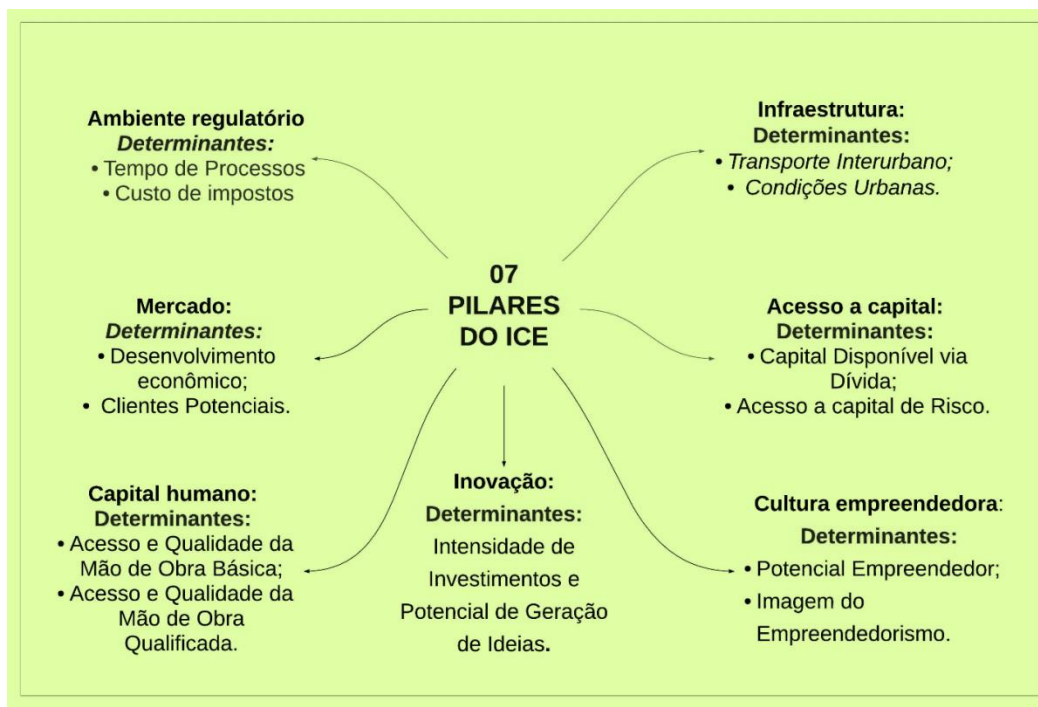 07
PILARES
DO ICE
Ambiente regulatório
Determinantes:
• Tempo de Processos
• Custo de impostos
Infraestrutura:
Determinantes:
• Transporte Interurbano;
• Condições Urbanas.
Mercado:
Determinantes:
• Desenvolvimento
econômico;
• Clientes Potenciais.
Acesso a capital:
Determinantes:
• Capital Disponível via
Dívida;
• Acesso a capital de Risco.
Capital humano:
Determinantes:
• Acesso e Qualidade da
Mão de Obra Básica;
• Acesso e Qualidade da
Mão de Obra
Qualificada.
Inovação:
Determinantes:
Intensidade de
Investimentos e
Potencial de Geração
de Ideias.
Cultura empreendedora:
Determinantes:
• Potencial Empreendedor;
• Imagem do
Empreendedorismo.